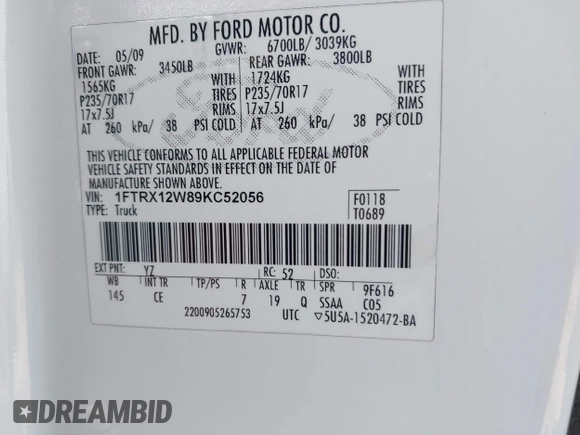 MFD. BY FORD MOTOR CO.
DATE: 05/09 GVWR: 6700LB/ 3039KG
FRONT GAWR: 3450LB REAR GAWR: 3800LB
1565KG WITH 1724KG WITH
P235/70R17 TIRES P235/70R17 TIRES
17x7.5J RIMS 17x7.5J RIMS
AT 260 kPa/ 38 PSI COLD AT 260 kPa/ 38 PSI COLD
THIS VEHICLE CONFORMS TO ALL APPLICABLE FEDERAL MOTOR
VEHICLE SAFETY STANDARDS IN EFFECT ON THE DATE OF
MANUFACTURE SHOWN ABOVE.
VIN: 1FTRX12W89KC52056 F0118
TYPE: Truck T0689
EXT PNT: YZ RC: 52 DSO:
WB INT TR TP/PS R AXLE TR SPR 9F616
145 CE 7 19 Q SSAA C05
2200905265753 UTC ▽5U5A-1520472-BA
Ford
DREAMBID